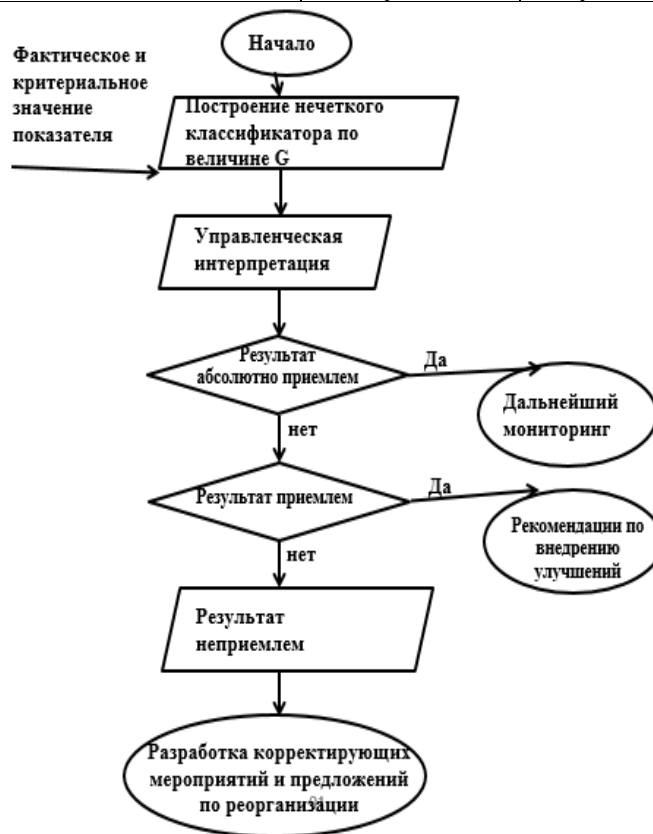 Начало
Фактическое и
критериальное
значение
показателя
Построение нечеткого
классификатора по
величине G
Управленческая
интерпретация
Результат
абсолютно приемлем
Да
Дальнейший
мониторинг
нет
Результат приемлем
Да
Рекомендации по
внедрению
улучшений
нет
Результат
неприемлем
Разработка корректирующих
мероприятий и предложений
по реорганизации